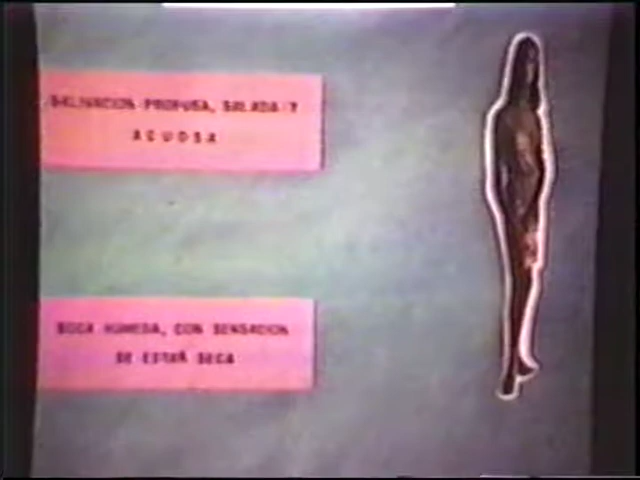 SALIVACION PROFUSA, SALADA Y
ACUOSA
BOCA HUMEDA, CON SENSACION
DE ESTAR SECA